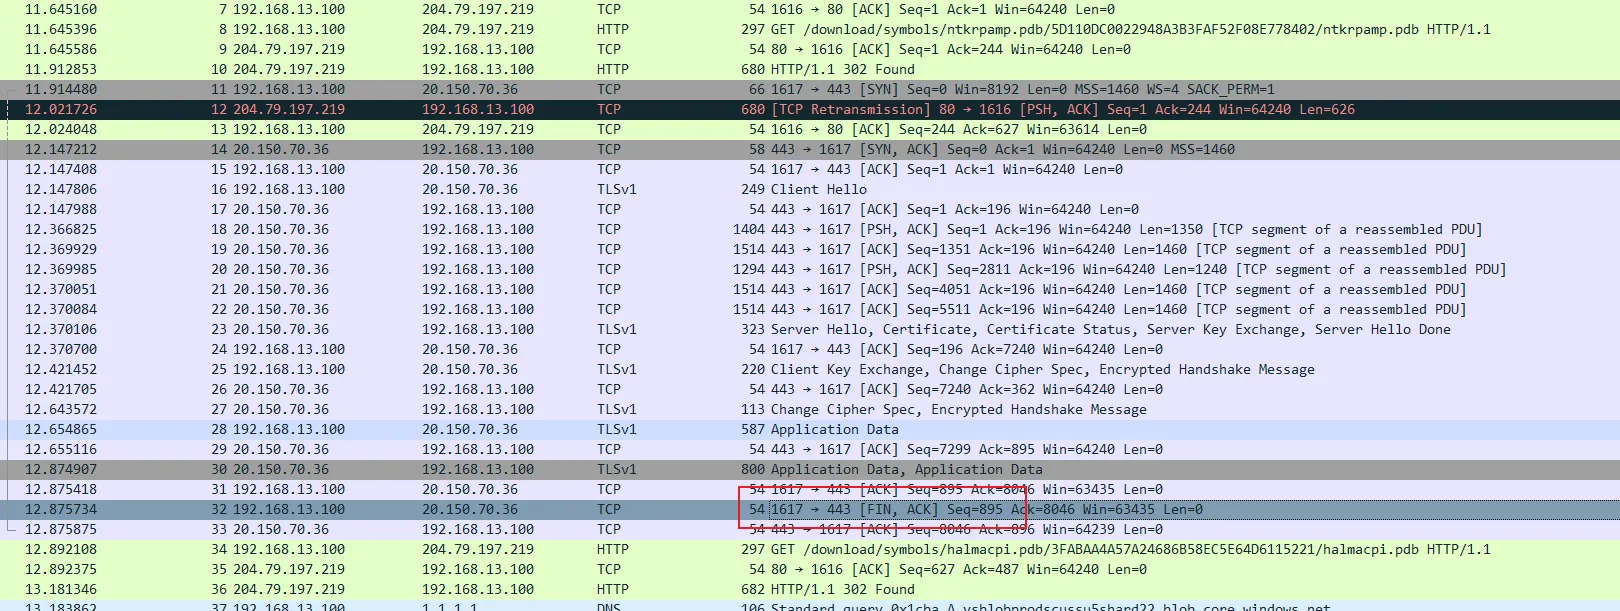 11.645160 7 192.168.13.100 204.79.197.219 TCP 54 1616 → 80 [ACK] Seq=1 Ack=1 Win=64240 Len=0
11.645396 8 192.168.13.100 204.79.197.219 HTTP 297 GET /download/symbols/ntkrpamp.pdb/5D110DC0022948A3B3FAF52F08E778402/ntkrpamp.pdb HTTP/1.1
11.645586 9 204.79.197.219 192.168.13.100 TCP 54 80 → 1616 [ACK] Seq=1 Ack=244 Win=64240 Len=0
11.912853 10 204.79.197.219 192.168.13.100 HTTP 680 HTTP/1.1 302 Found
11.914480 11 192.168.13.100 20.150.70.36 TCP 66 1617 → 443 [SYN] Seq=0 Win=8192 Len=0 MSS=1460 WS=4 SACK_PERM=1
12.021726 12 204.79.197.219 192.168.13.100 TCP 680 [TCP Retransmission] 80 → 1616 [PSH, ACK] Seq=1 Ack=244 Win=64240 Len=626
12.024048 13 192.168.13.100 204.79.197.219 TCP 54 1616 → 80 [ACK] Seq=244 Ack=627 Win=63614 Len=0
12.147212 14 20.150.70.36 192.168.13.100 TCP 58 443 → 1617 [SYN, ACK] Seq=0 Ack=1 Win=64240 Len=0 MSS=1460
12.147408 15 192.168.13.100 20.150.70.36 TCP 54 1617 → 443 [ACK] Seq=1 Ack=1 Win=64240 Len=0
12.147806 16 192.168.13.100 20.150.70.36 TLSv1 249 Client Hello
12.147988 17 20.150.70.36 192.168.13.100 TCP 54 443 → 1617 [ACK] Seq=1 Ack=196 Win=64240 Len=0
12.366825 18 20.150.70.36 192.168.13.100 TCP 1404 443 → 1617 [PSH, ACK] Seq=1 Ack=196 Win=64240 Len=1350 [TCP segment of a reassembled PDU]
12.369929 19 20.150.70.36 192.168.13.100 TCP 1514 443 → 1617 [ACK] Seq=1351 Ack=196 Win=64240 Len=1460 [TCP segment of a reassembled PDU]
12.369985 20 20.150.70.36 192.168.13.100 TCP 1294 443 → 1617 [PSH, ACK] Seq=2811 Ack=196 Win=64240 Len=1240 [TCP segment of a reassembled PDU]
12.370051 21 20.150.70.36 192.168.13.100 TCP 1514 443 → 1617 [ACK] Seq=4051 Ack=196 Win=64240 Len=1460 [TCP segment of a reassembled PDU]
12.370084 22 20.150.70.36 192.168.13.100 TCP 1514 443 → 1617 [ACK] Seq=5511 Ack=196 Win=64240 Len=1460 [TCP segment of a reassembled PDU]
12.370106 23 20.150.70.36 192.168.13.100 TLSv1 323 Server Hello, Certificate, Certificate Status, Server Key Exchange, Server Hello Done
12.370700 24 192.168.13.100 20.150.70.36 TCP 54 1617 → 443 [ACK] Seq=196 Ack=7240 Win=64240 Len=0
12.421452 25 192.168.13.100 20.150.70.36 TLSv1 220 Client Key Exchange, Change Cipher Spec, Encrypted Handshake Message
12.421705 26 20.150.70.36 192.168.13.100 TCP 54 443 → 1617 [ACK] Seq=7240 Ack=362 Win=64240 Len=0
12.643572 27 20.150.70.36 192.168.13.100 TLSv1 113 Change Cipher Spec, Encrypted Handshake Message
12.654865 28 192.168.13.100 20.150.70.36 TLSv1 587 Application Data
12.655116 29 20.150.70.36 192.168.13.100 TCP 54 443 → 1617 [ACK] Seq=7299 Ack=895 Win=64240 Len=0
12.874907 30 20.150.70.36 192.168.13.100 TLSv1 800 Application Data, Application Data
12.875418 31 192.168.13.100 20.150.70.36 TCP 54 1617 → 443 [ACK] Seq=895 Ack=8046 Win=63435 Len=0
12.875734 32 192.168.13.100 20.150.70.36 TCP 54 1617 → 443 [FIN, ACK] Seq=895 Ack=8046 Win=63435 Len=0
12.875875 33 20.150.70.36 192.168.13.100 TCP 54 443 → 1617 [ACK] Seq=8046 Ack=896 Win=64239 Len=0
12.892108 34 192.168.13.100 204.79.197.219 HTTP 297 GET /download/symbols/halmacpi.pdb/3FABAA4A57A24686B58EC5E64D6115221/halmacpi.pdb HTTP/1.1
12.892375 35 204.79.197.219 192.168.13.100 TCP 54 80 → 1616 [ACK] Seq=627 Ack=487 Win=64240 Len=0
13.181346 36 204.79.197.219 192.168.13.100 HTTP 682 HTTP/1.1 302 Found
13.183862 37 192.168.13.100 1.1.1.1 DNS 106 Standard query A